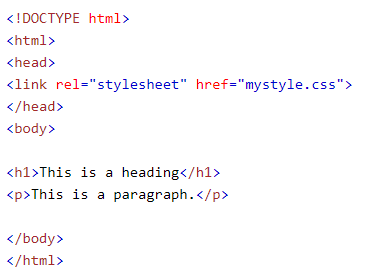 <!DOCTYPE html>
<html>
<head>
<link rel="stylesheet" href="mystyle.css">
</head>
<body>

<h1>This is a heading</h1>
<p>This is a paragraph.</p>

</body>
</html>